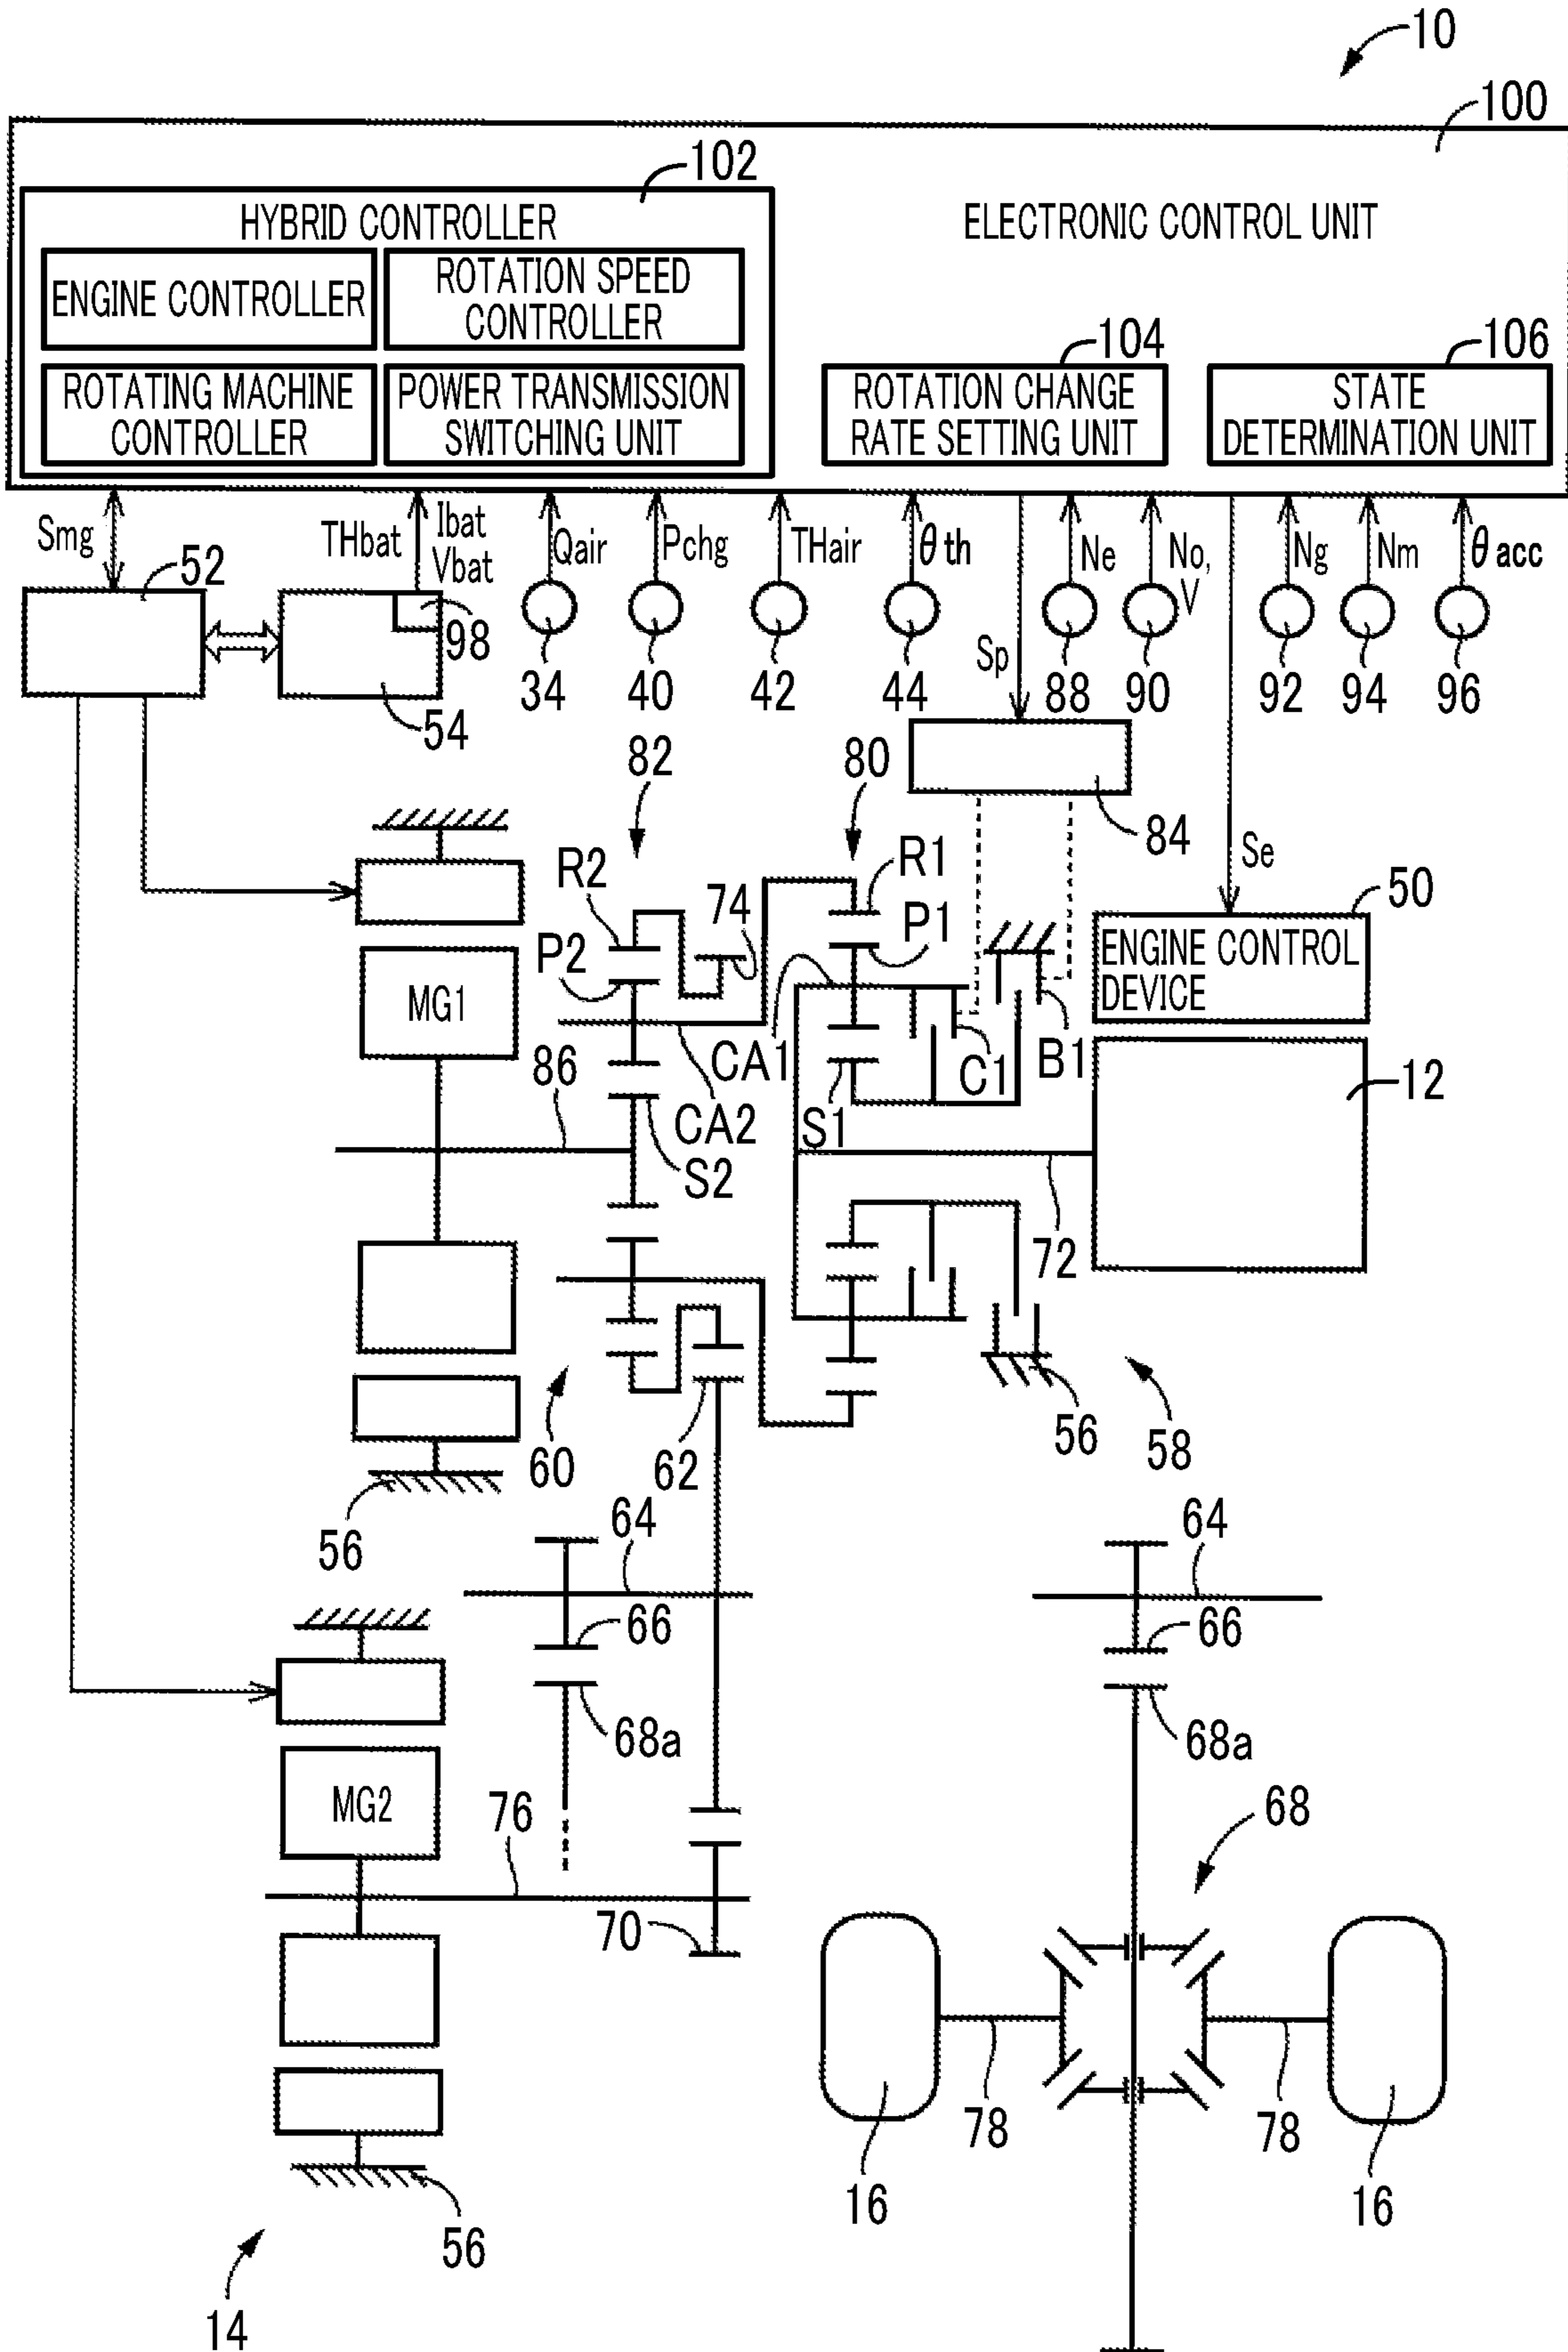 10
100
102
HYBRID CONTROLLER
ELECTRONIC CONTROL UNIT
ENGINE CONTROLLER
ROTATION SPEED
CONTROLLER
104
106
ROTATING MACHINE
CONTROLLER
POWER TRANSMISSION
SWITCHING UNIT
ROTATION CHANGE
RATE SETTING UNIT
STATE
DETERMINATION UNIT
Smg
THbat
Ibat
Vbat
Qair
Pchg
THair
θth
Ne
No,
V
Ng
Nm
θacc
52
98
54
34
40
42
44
Sp
88
90
92
94
96
82
80
84
Se
R2
74
R1
P1
50
P2
ENGINE CONTROL
DEVICE
MG1
86
CA1
C1
B1
12
CA2
S1
S2
72
60
62
56
58
56
64
64
66
66
68a
68a
MG2
76
68
70
78
78
16
16
56
14